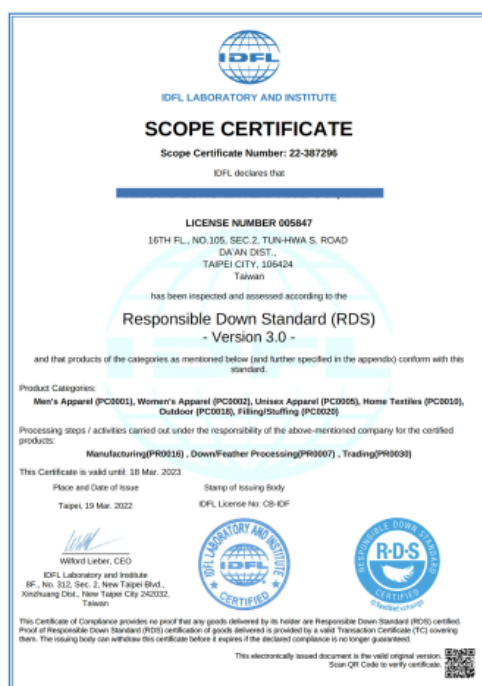 IDFL
IDFL LABORATORY AND INSTITUTE
SCOPE CERTIFICATE
Scope Certificate Number: 22-387296
IDFL declares that
LICENSE NUMBER 005847
16TH FL., NO.105, SEC.2, TUN-HWA S. ROAD
DA'AN DIST.,
TAIPEI CITY, 106424
Taiwan
has been inspected and assessed according to the
Responsible Down Standard (RDS)
- Version 3.0 -
and that products of the categories as mentioned below (and further specified in the appendix) conform with this
standard.
Product Categories:
Men's Apparel (PC0001), Women's Apparel (PC0002), Unisex Apparel (PC0005), Home Textiles (PC0010),
Outdoor (PC0018), Filling/Stuffing (PC0020)
Processing steps / activities carried out under the responsibility of the above-mentioned company for the certified
products:
Manufacturing(PR0016) , Down/Feather Processing(PR0007) , Trading(PR0030)
This Certificate is valid until: 18 Mar. 2023
Place and Date of Issue
Stamp of Issuing Body
Taipei, 19 Mar. 2022
IDFL License No: CB-IDF
Wilford Lieber, CEO
IDFL Laboratory and Institute
8F., No. 312, Sec. 2, New Taipei Blvd.,
Xinzhuang Dist., New Taipei City 242032,
Taiwan
IDFL LABORATORY AND INSTITUTE
IDFL
CERTIFIED
RESPONSIBLE DOWN STANDARD
R·D·S
CERTIFIED
This Certificate of Compliance provides no proof that any goods delivered by its holder are Responsible Down Standard (RDS) certified.
Proof of Responsible Down Standard (RDS) certification of goods delivered is provided by a valid Transaction Certificate (TC) covering
them. The issuing body can withdraw this certificate before it expires if the declared compliance is no longer guaranteed.
This electronically issued document is the valid original version.
Scan QR Code to verify certificate.